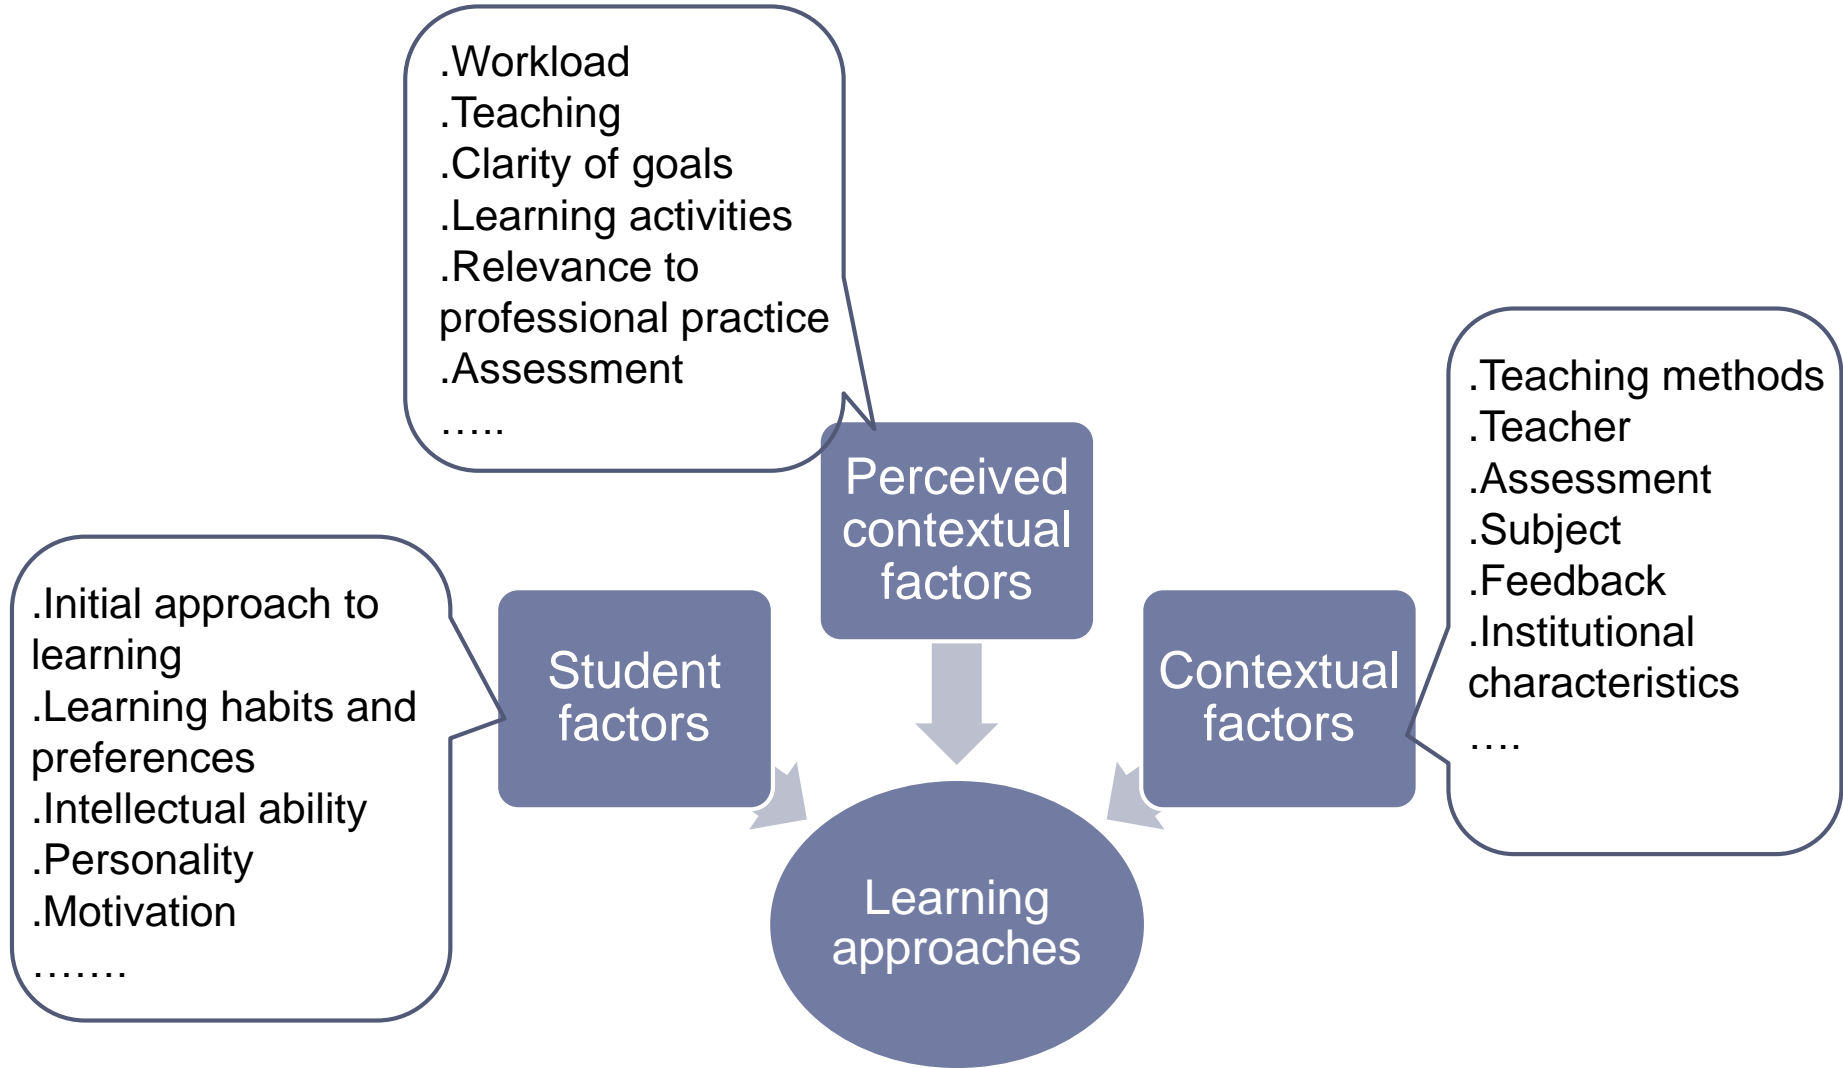 .Workload
.Teaching
.Clarity of goals
.Learning activities
.Relevance to
professional practice
.Assessment
…..
Perceived
contextual
factors
.Initial approach to
learning
.Learning habits and
preferences
.Intellectual ability
.Personality
.Motivation
…….
Student
factors
Contextual
factors
.Teaching methods
.Teacher
.Assessment
.Subject
.Feedback
.Institutional
characteristics
….
Learning
approaches